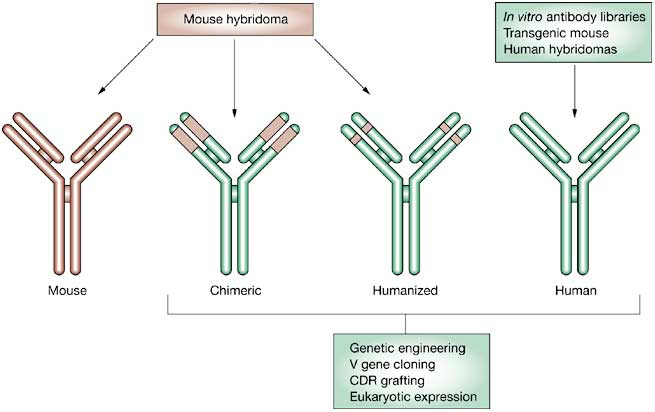 Mouse hybridoma
In vitro antibody libraries
Transgenic mouse
Human hybridomas
Mouse
Chimeric
Humanized
Human
Genetic engineering
V gene cloning
CDR grafting
Eukaryotic expression